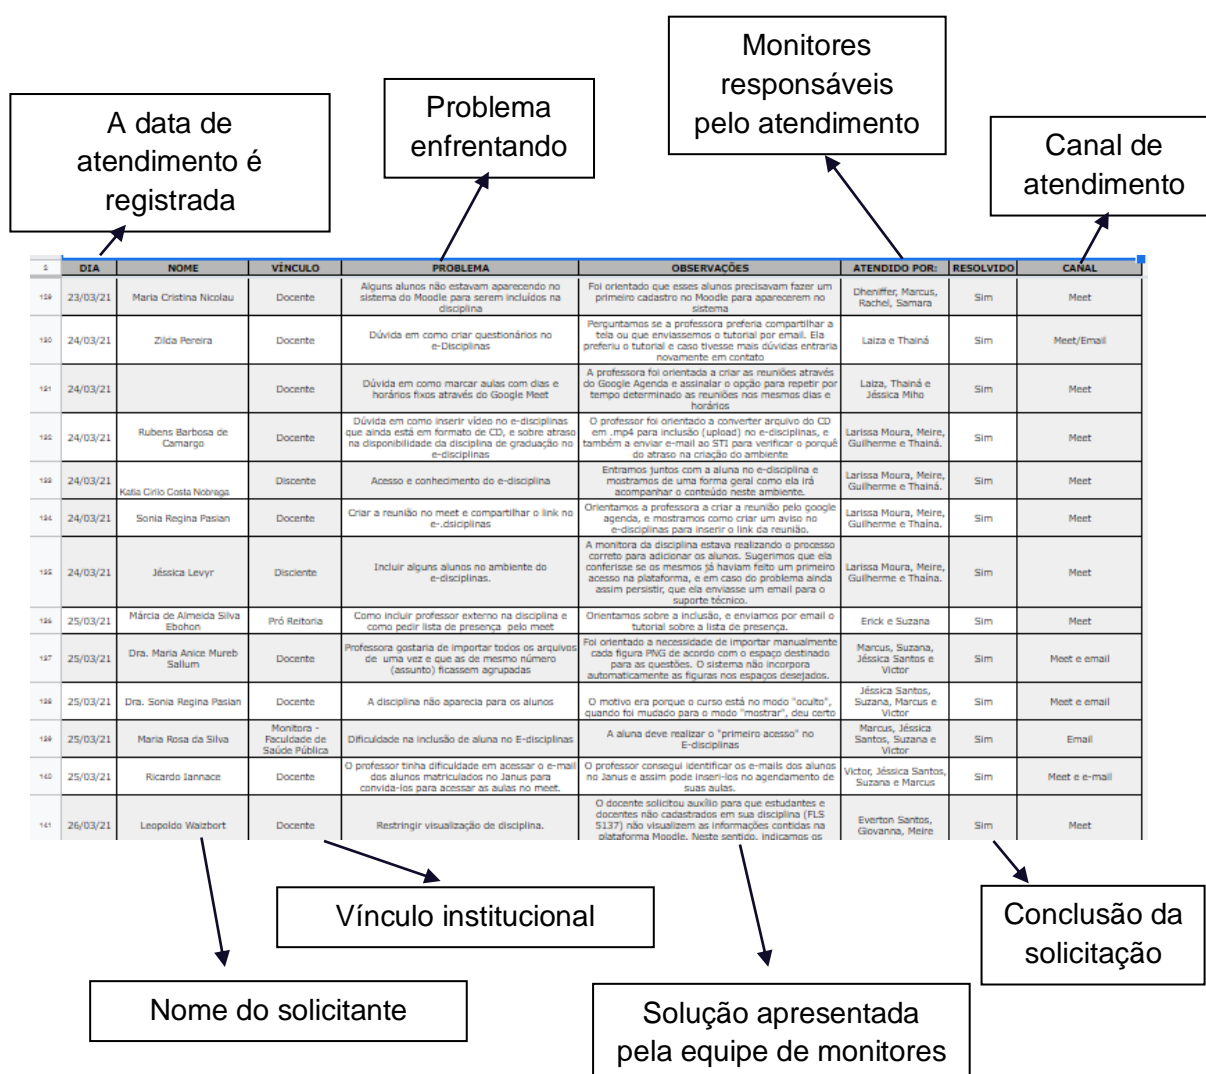 Monitores
responsáveis
pelo atendimento
A data de
atendimento é
registrada
Problema
enfrentando
Canal de
atendimento
2 DIA NOME VÍNCULO PROBLEMA OBSERVAÇÕES ATENDIDO POR: RESOLVIDO CANAL
129 23/03/21 Maria Cristina Nicolau Docente
Alguns alunos não estavam aparecendo no
sistema do Moodle para serem incluídos na
disciplina
Foi orientado que esses alunos precisavam fazer um
primeiro cadastro no Moodle para aparecerem no
sistema
Dheniffer, Marcus,
Rachel, Samara
Sim Meet
130 24/03/21 Zilda Pereira Docente
Dúvida em como criar questionários no
e-Disciplinas
Perguntamos se a professora preferia compartilhar a
tela ou que enviassemos o tutorial por email. Ela
preferiu o tutorial e caso tivesse mais dúvidas entraria
novamente em contato
Laiza e Thainá
Sim Meet/Email
131 24/03/21 Docente
Dúvida em como marcar aulas com dias e
horários fixos através do Google Meet
A professora foi orientada a criar as reuniões através
do Google Agenda e assinalar o opção para repetir por
tempo determinado as reuniões nos mesmos dias e
horários
Laiza, Thainá e
Jéssica Miho
Sim Meet
132 24/03/21
Rubens Barbosa de
Camargo
Docente
Dúvida em como inserir vídeo no e-disciplinas
que ainda está em formato de CD, e sobre atraso
na disponibilidade da disciplina de graduação no
e-disciplinas
O professor foi orientado a converter arquivo do CD
em .mp4 para inclusão (upload) no e-disciplinas, e
também a enviar e-mail ao STI para verificar o porquê
do atraso na criação do ambiente
Larissa Moura, Meire,
Guilherme e Thainá.
Sim Meet
133 24/03/21
Katia Cirilo Costa Nobrega
Discente
Acesso e conhecimento do e-disciplina
Entramos juntos com a aluna no e-disciplina e
mostramos de uma forma geral como ela irá
acompanhar o conteúdo neste ambiente.
Larissa Moura, Meire,
Guilherme e Thainá.
Sim Meet
134 24/03/21 Sonia Regina Pasian Docente
Criar a reunião no meet e compartilhar o link no
e-.dsiciplinas
Orientamos a professora a criar a reunião pelo google
agenda, e mostramos como criar um aviso no
e-disciplinas para inserir o link da reunião.
Larissa Moura, Meire,
Guilherme e Thaína.
Sim Meet
135 24/03/21 Jéssica Levyr Disciente
Incluir alguns alunos no ambiente do
e-disciplinas.
A monitora da disciplina estava realizando o processo
correto para adicionar os alunos. Sugerimos que ela
conferisse se os mesmos já haviam feito um primeiro
acesso na plataforma, e em caso do problema ainda
assim persistir, que ela enviasse um email para o
suporte técnico.
Larissa Moura, Meire,
Guilherme e Thaína.
Sim Meet
136 25/03/21
Márcia de Almeida Silva
Ebohon
Pró Reitoria
Como incluir professor externo na disciplina e
como pedir lista de presença pelo meet
Orientamos sobre a inclusão, e enviamos por email o
tutorial sobre a lista de presença.
Erick e Suzana
Sim Meet
137 25/03/21
Dra. Maria Anice Mureb
Sallum
Docente
Professora gostaria de importar todos os arquivos
de uma vez e que as de mesmo número
(assunto) ficassem agrupadas
Foi orientado a necessidade de importar manualmente
cada figura PNG de acordo com o espaço destinado
para as questões. O sistema não incorpora
automaticamente as figuras nos espaços desejados.
Marcus, Suzana,
Jéssica Santos e
Victor
Sim Meet e email
138 25/03/21 Dra. Sonia Regina Pasian Docente
A disciplina não aparecia para os alunos
O motivo era porque o curso está no modo "oculto",
quando foi mudado para o modo "mostrar", deu certo
Jéssica Santos,
Suzana, Marcus e
Victor
Sim Meet e email
139 25/03/21 Maria Rosa da Silva
Monitora -
Faculdade de
Saúde Pública
Dificuldade na inclusão de aluna no E-disciplinas
A aluna deve realizar o "primeiro acesso" no
E-disciplinas
Marcus, Jéssica
Santos, Suzana e
Victor
Sim Email
140 25/03/21 Ricardo Iannace Docente
O professor tinha dificuldade em acessar o e-mail
dos alunos matriculados no Janus para
convida-los para acessar as aulas no meet.
O professor consegui identificar os e-mails dos alunos
no Janus e assim pode inseri-los no agendamento de
suas aulas.
Victor, Jéssica Santos,
Suzana e Marcus
Sim Meet e e-mail
141 26/03/21 Leopoldo Waizbort Docente
Restringir visualização de disciplina.
O docente solicitou auxílio para que estudantes e
docentes não cadastrados em sua disciplina (FLS
5137) não visualizem as informações contidas na
plataforma Moodle. Neste sentido, indicamos os
Everton Santos,
Giovanna, Meire
Sim Meet
Vínculo institucional
Conclusão da
solicitação
Nome do solicitante
Solução apresentada
pela equipe de monitores